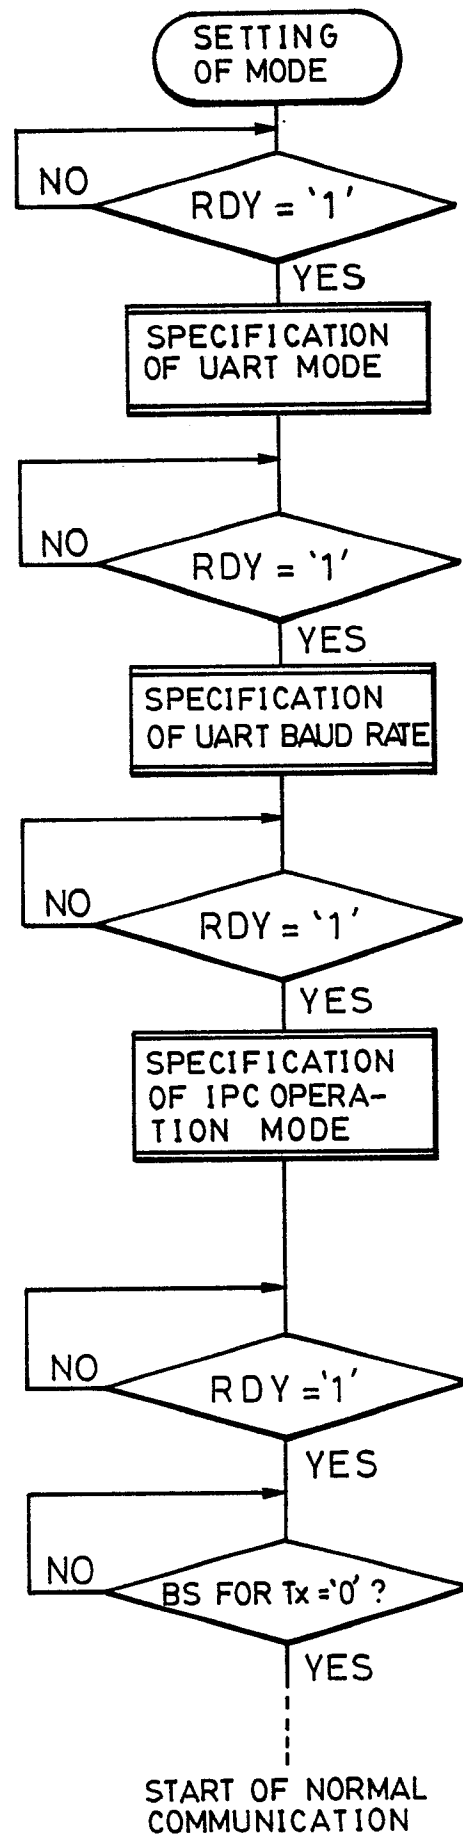 SETTING
OF MODE
NO
RDY = '1'
YES
SPECIFICATION
OF UART MODE
NO
RDY = '1'
YES
SPECIFICATION
OF UART BAUD RATE
NO
RDY = '1'
YES
SPECIFICATION
OF IPC OPERA-
TION MODE
NO
RDY = '1'
YES
NO
BS FOR Tx = '0' ?
YES
START OF NORMAL
COMMUNICATION